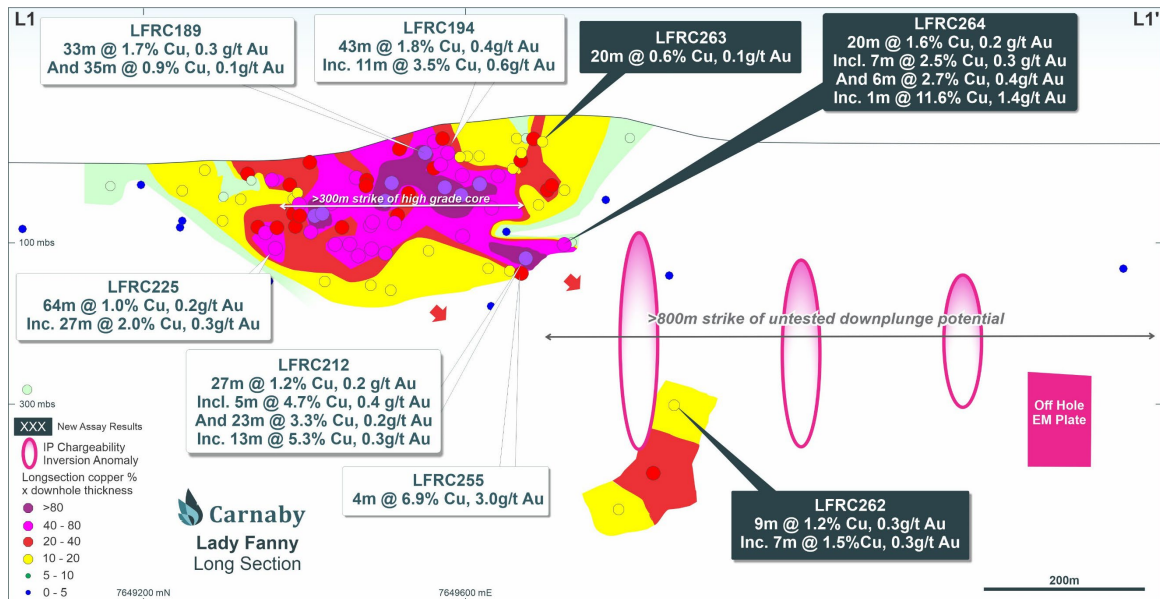 L1
L1'
LFRC189
33m @ 1.7% Cu, 0.3 g/t Au
And 35m @ 0.9% Cu, 0.1g/t Au
LFRC194
43m @ 1.8% Cu, 0.4g/t Au
Inc. 11m @ 3.5% Cu, 0.6g/t Au
LFRC263
20m @ 0.6% Cu, 0.1g/t Au
LFRC264
20m @ 1.6% Cu, 0.2 g/t Au
Incl. 7m @ 2.5% Cu, 0.3 g/t Au
And 6m @ 2.7% Cu, 0.4g/t Au
Inc. 1m @ 11.6% Cu, 1.4g/t Au
>300m strike of high grade core
100 mbs
LFRC225
64m @ 1.0% Cu, 0.2g/t Au
Inc. 27m @ 2.0% Cu, 0.3g/t Au
>800m strike of untested downplunge potential
LFRC212
27m @ 1.2% Cu, 0.2 g/t Au
Incl. 5m @ 4.7% Cu, 0.4 g/t Au
And 23m @ 3.3% Cu, 0.2g/t Au
Inc. 13m @ 5.3% Cu, 0.3g/t Au
300 mbs
Off Hole
EM Plate
LFRC255
4m @ 6.9% Cu, 3.0g/t Au
LFRC262
9m @ 1.2% Cu, 0.3g/t Au
Inc. 7m @ 1.5%Cu, 0.3g/t Au
XXX New Assay Results
IP Chargeability
Inversion Anomaly
Longsection copper %
x downhole thickness
>80
40 - 80
20 - 40
10 - 20
5 - 10
0 - 5
Carnaby
Lady Fanny
Long Section
7649200 mN
7649600 mE
200m